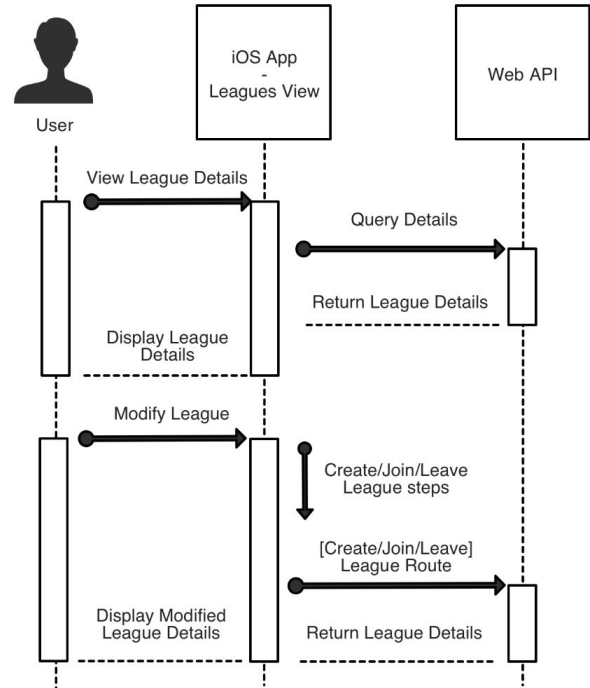 iOS App
-
Leagues View
Web API
User
View League Details
Query Details
Return League Details
Display League
Details
Modify League
Create/Join/Leave
League steps
[Create/Join/Leave]
League Route
Display Modified
League Details
Return League Details